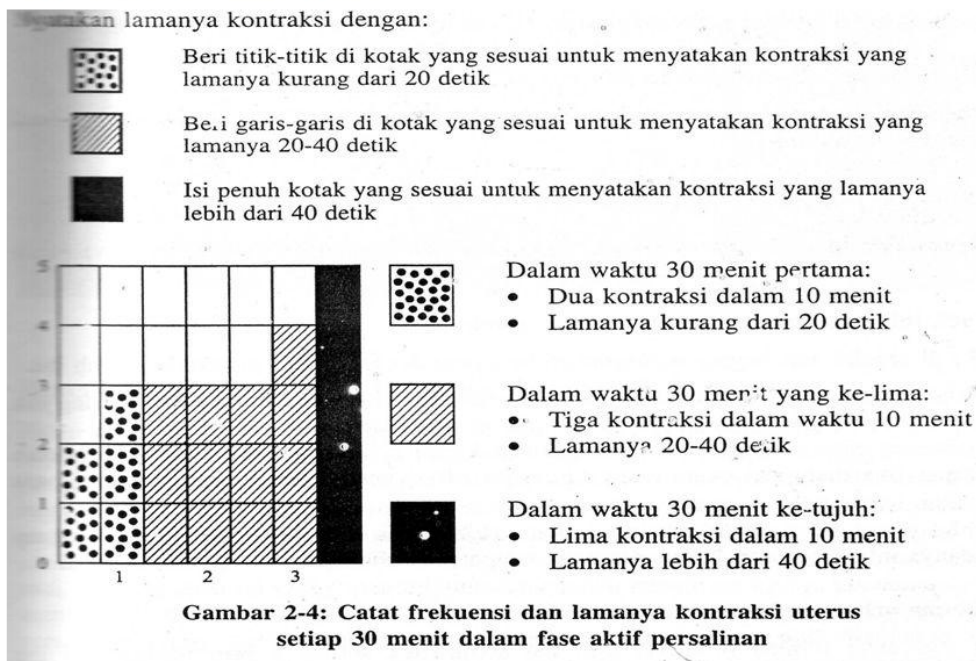 lamanya kontraksi dengan:
Beri titik-titik di kotak yang sesuai untuk menyatakan kontraksi yang
lamanya kurang dari 20 detik
garis-garis di kotak yang sesuai untuk menyatakan kontraksi yang
lamanya 20-40 detik
Isi penuh kotak yang sesuai untuk menyatakan kontraksi yang lamanya
lebih dari 40 detik
5
4
3
2
1
0
1 2 3
Dalam waktu 30 menit pertama:
• Dua kontraksi dalam 10 menit
• Lamanya kurang dari 20 detik
Dalam waktu 30 menit yang ke-lima:
• Tiga kontraksi dalam waktu 10 menit
• Lamanya 20-40 detik
Dalam waktu 30 menit ke-tujuh:
• Lima kontraksi dalam 10 menit
• Lamanya lebih dari 40 detik
Gambar 2-4: Catat frekuensi dan lamanya kontraksi uterus
setiap 30 menit dalam fase aktif persalinan